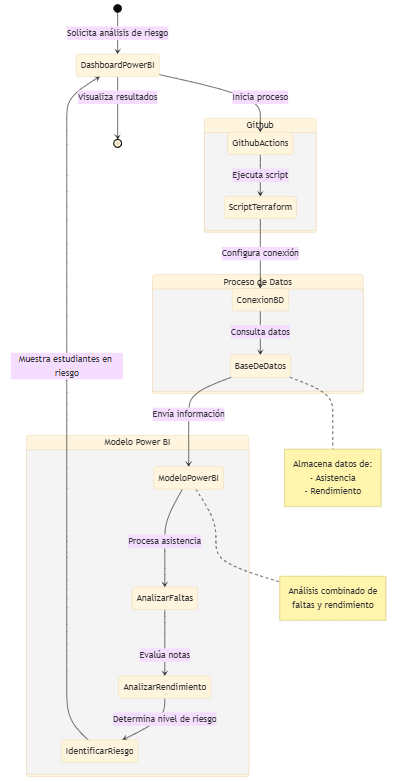 Solicita análisis de riesgo
DashboardPowerBI
Visualiza resultados
Inicia proceso
Github
GithubActions
Ejecuta script
ScriptTerraform
Configura conexión
Proceso de Datos
ConexionBD
Consulta datos
Muestra estudiantes en
riesgo
BaseDeDatos
Envía información
Modelo Power BI
Almacena datos de:
- Asistencia
- Rendimiento
ModeloPowerBI
Procesa asistencia
Análisis combinado de
faltas y rendimiento
AnalizarFaltas
Evalúa notas
AnalizarRendimiento
Determina nivel de riesgo
IdentificarRiesgo